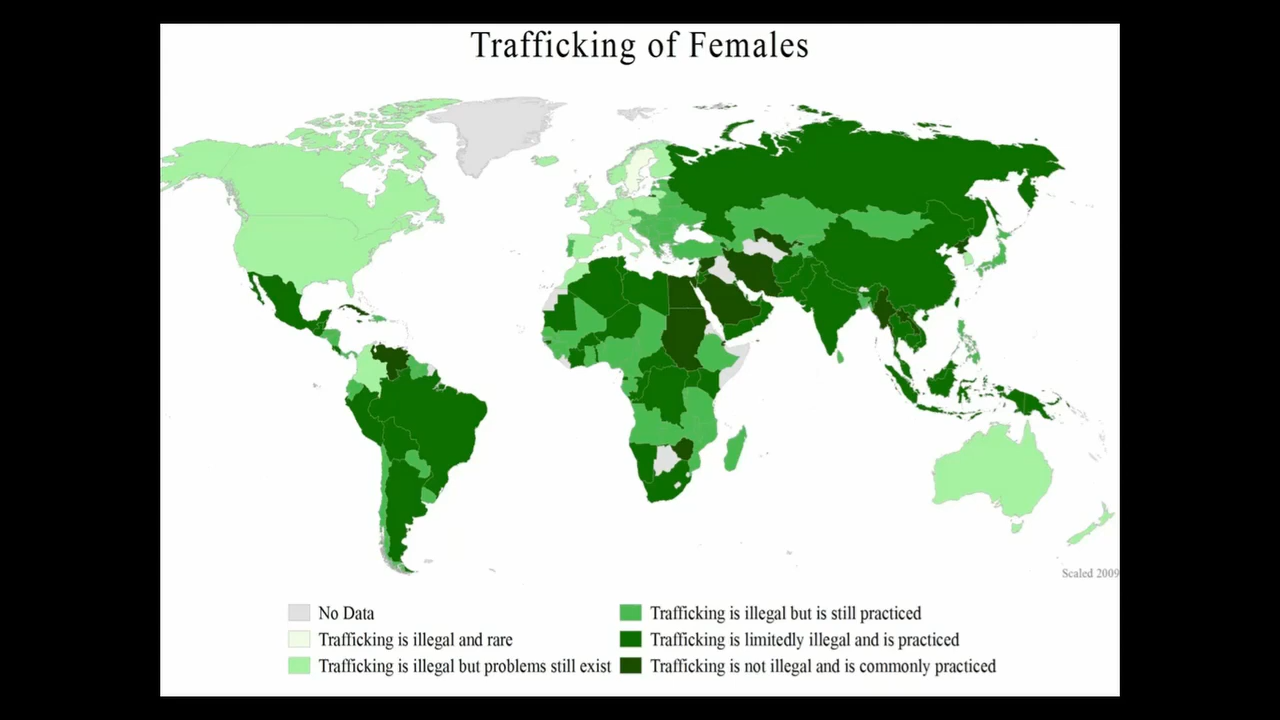 Trafficking of Females
Scaled 2009
No Data
Trafficking is illegal and rare
Trafficking is illegal but problems still exist
Trafficking is illegal but is still practiced
Trafficking is limitedly illegal and is practiced
Trafficking is not illegal and is commonly practiced